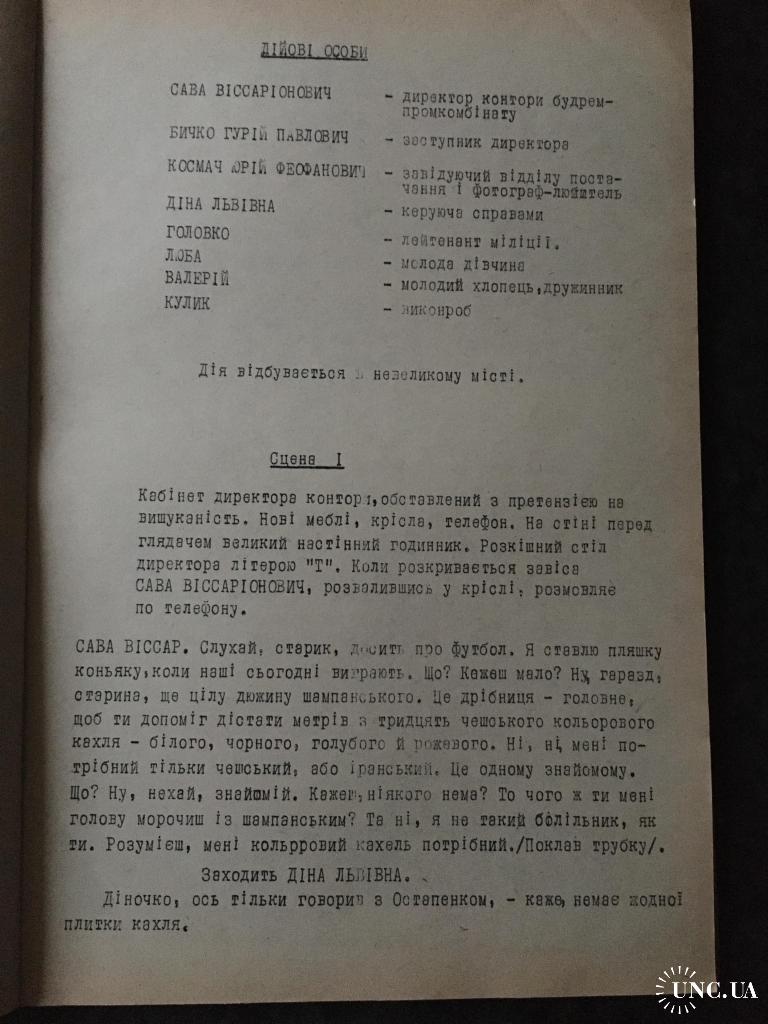 ДІЙОВІ ОСОБИ
САВА ВІССАРІОНОВИЧ - директор контори будрем-
промкомбінату
БИЧКО ГУРІЙ ПАВЛОВИЧ - заступник директора
КОСМАЧ ЮРІЙ ФЕОФАНОВИЧ - завідуючий відділу поста-
чання і фотограф-люйитель
ДІНА ЛЬВІВНА - керуюча справами
ГОЛОВКО - лейтенант міліції.
ЛЮБА - молода дівчина
ВАЛЕРІЙ - молодий хлопець,дружинник
КУЛИК - виконроб
Дія відбувається в невеликому місті.
Сцена І
Кабінет директора контори,обставлений з претензією на
вишуканість. Нові меблі, крісла, телефон. На стіні перед
глядачем великий настінний годинник. Розкішний стіл
директора літерою "Т". Коли розкривається завіса
САВА ВІССАРІОНОВИЧ, розвалившись у кріслі, розмовляє
по телефону.
САВА ВІССАР. Слухай, старик, досить про футбол. Я ставлю пляшку
коньяку,коли наші сьогодні виграють. Що? Кажеш мало? Ну, гаразд,
старина, ще цілу дюжину шампанського. Це дрібниця - головне,
щоб ти допоміг дістати метрів з тридцять чешського кольорового
кахля - білого, чорного, голубого й рожевого. Ні, ні, мені по-
трібний тільки чешський, або іранський. Це одному знайомому.
Що? Ну, нехай, знайомій. Кажеш,ніякого нема? То чого ж ти мені
голову морочиш із шампанським? Та ні, я не такий болільник, як
ти. Розумієш, мені кольрровий кахель потрібний./Поклав трубку/.
Заходить ДІНА ЛЬВІВНА.
Діночко, ось тільки говорив з Остапенком, - каже, немає жодної
плитки кахля.
UNC.UA